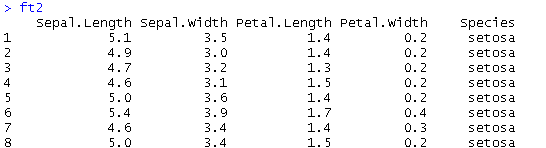 > ft2
Sepal.Length Sepal.Width Petal.Length Petal.Width Species
1 5.1 3.5 1.4 0.2 setosa
2 4.9 3.0 1.4 0.2 setosa
3 4.7 3.2 1.3 0.2 setosa
4 4.6 3.1 1.5 0.2 setosa
5 5.0 3.6 1.4 0.2 setosa
6 5.4 3.9 1.7 0.4 setosa
7 4.6 3.4 1.4 0.3 setosa
8 5.0 3.4 1.5 0.2 setosa